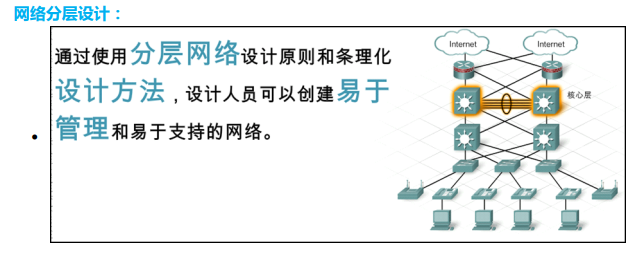 网络分层设计：
通过使用分层网络设计原则和条理化
设计方法，设计人员可以创建易于
管理和易于支持的网络。
Internet
Internet
核心层